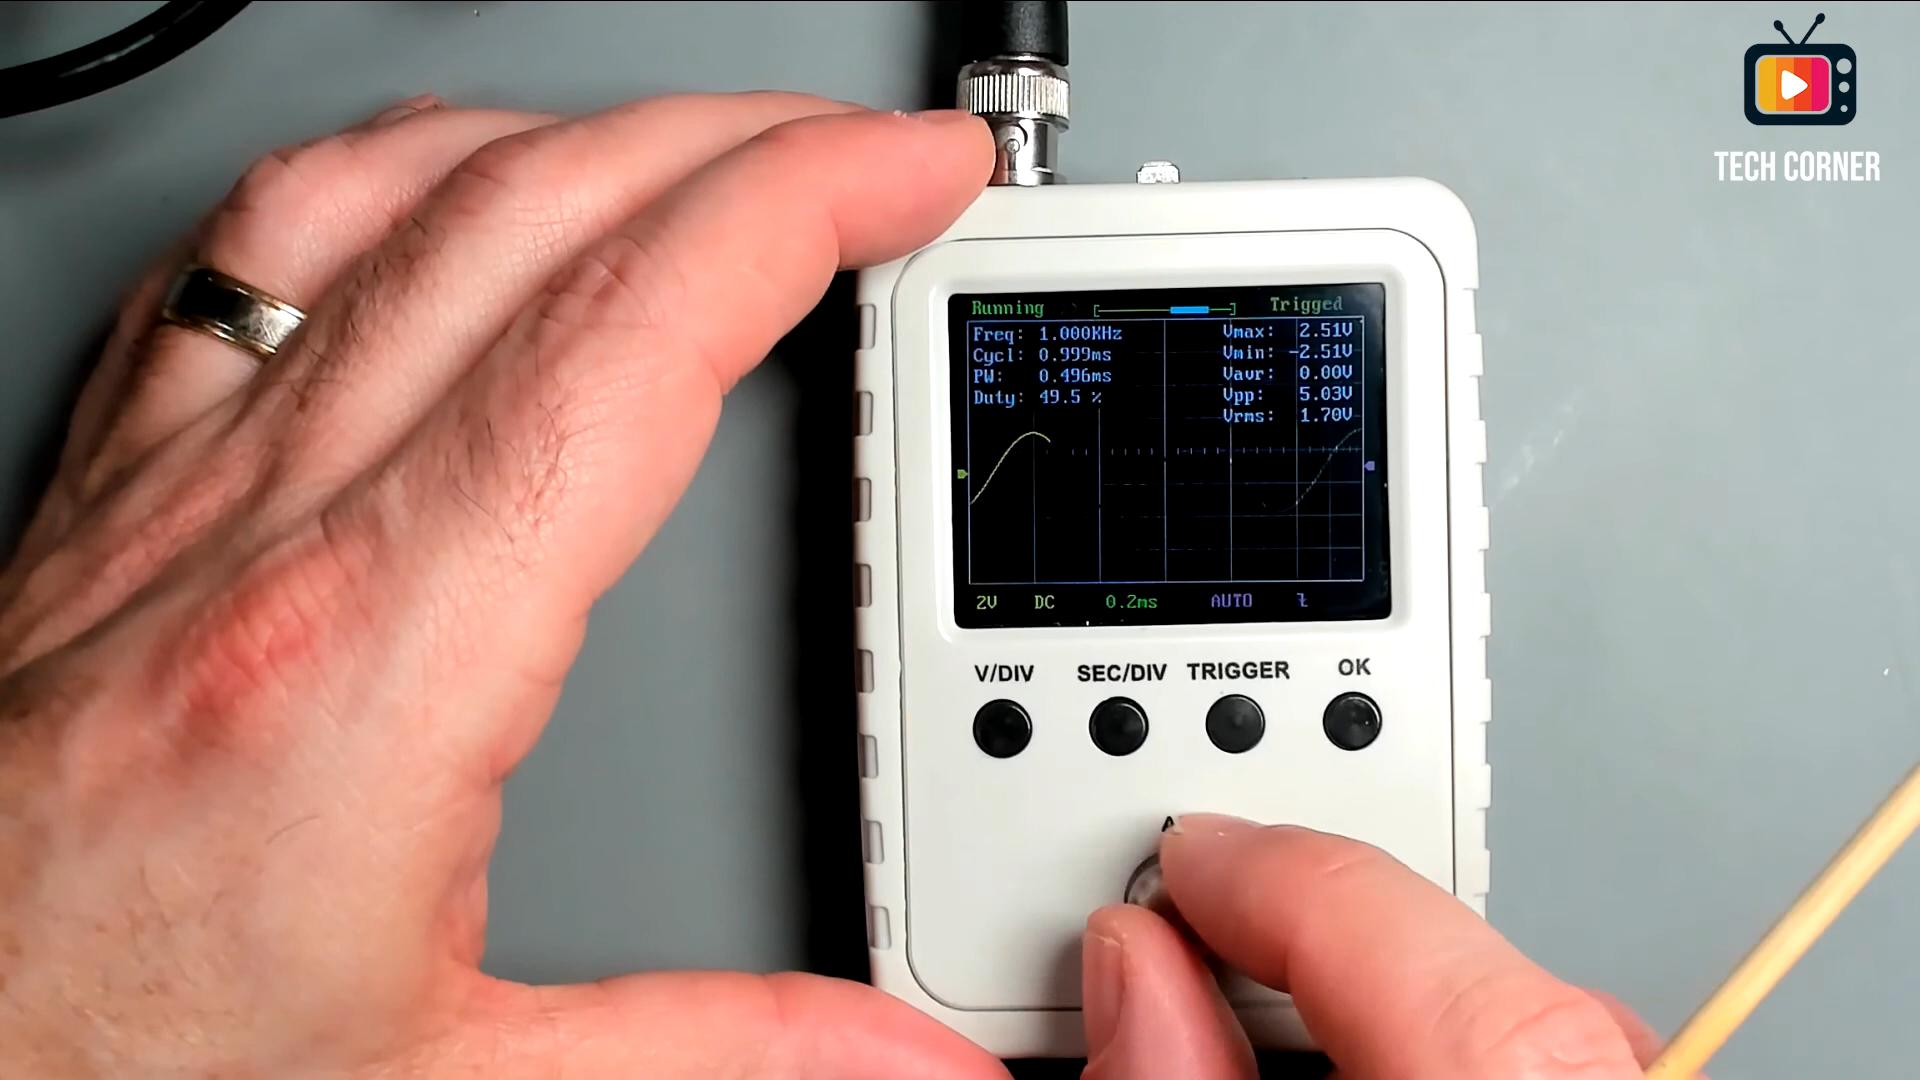 TECH CORNER
Running Trigged
Freq: 1.000KHz Vmax: 2.51V
Cycl: 0.999ms Vmin: -2.51V
PW: 0.496ms Vavr: 0.00V
Duty: 49.5 % Vpp: 5.03V
Vrms: 1.70V
2V DC 0.2ms AUTO
V/DIV SEC/DIV TRIGGER OK
A